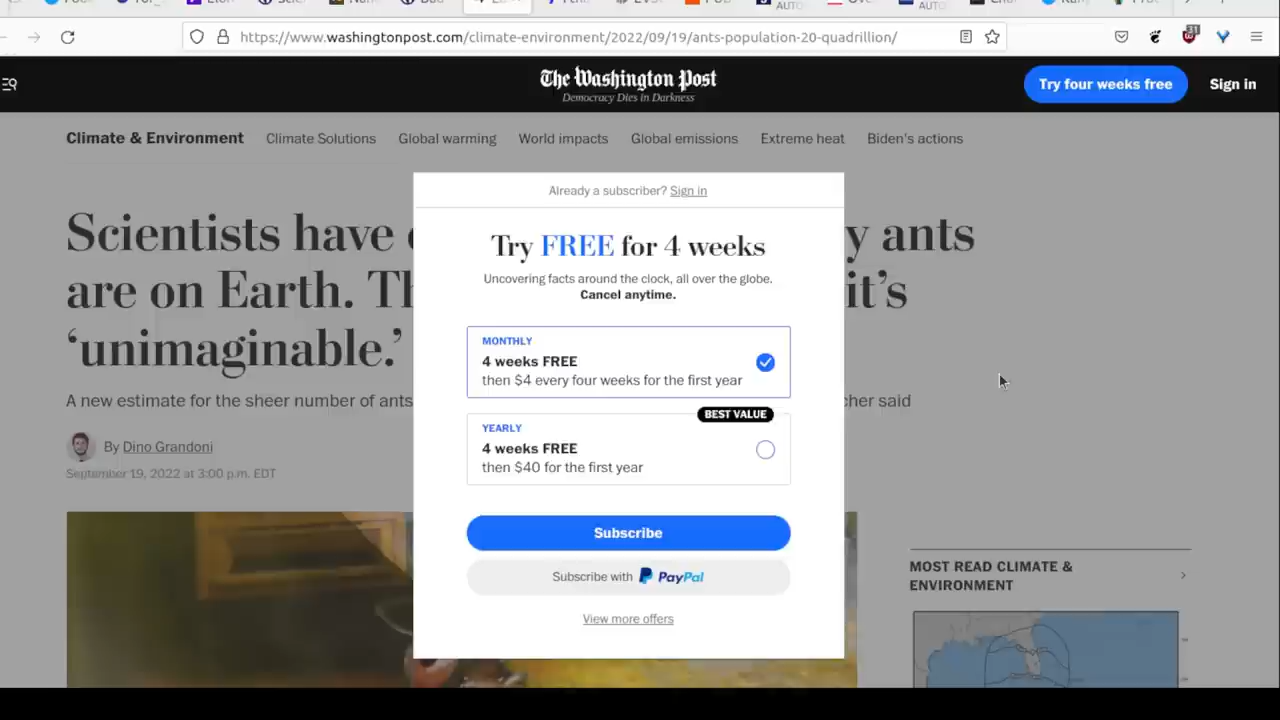 https://www.washingtonpost.com/climate-environment/2022/09/19/ants-population-20-quadrillion/
31
The Washington Post
Democracy Dies in Darkness
Try four weeks free
Sign in
Climate & Environment
Climate Solutions
Global warming
World impacts
Global emissions
Extreme heat
Biden's actions
Already a subscriber? Sign in
Scientists have
ants
are on Earth.
it's
‘unimaginable.’
Try FREE for 4 weeks
Uncovering facts around the clock, all over the globe.
Cancel anytime.
MONTHLY
4 weeks FREE
then $4 every four weeks for the first year
A new estimate for the sheer number of ants
said
BEST VALUE
YEARLY
4 weeks FREE
then $40 for the first year
By Dino Grandoni
September 19, 2022 at 3:00 p.m. EDT
Subscribe
Subscribe with PayPal
View more offers
MOST READ CLIMATE &
ENVIRONMENT